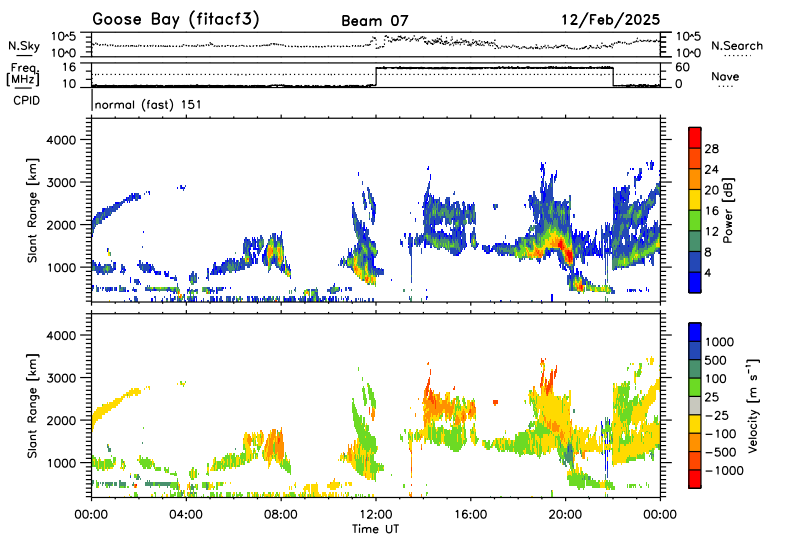 Goose Bay (fitacf3) Beam 07 12/Feb/2025
N.Sky 10^5 10^0 10^5 10^0 N.Search
Freq. [MHz] 16 10 60 0 Nave
CPID normal (fast) 151
Slant Range [km] 4000 3000 2000 1000
Power [dB] 28 24 20 16 12 8 4
Slant Range [km] 4000 3000 2000 1000
Velocity [m s⁻¹] 1000 500 100 25 −25 −100 −500 −1000
00:00 04:00 08:00 12:00 16:00 20:00 00:00
Time UT